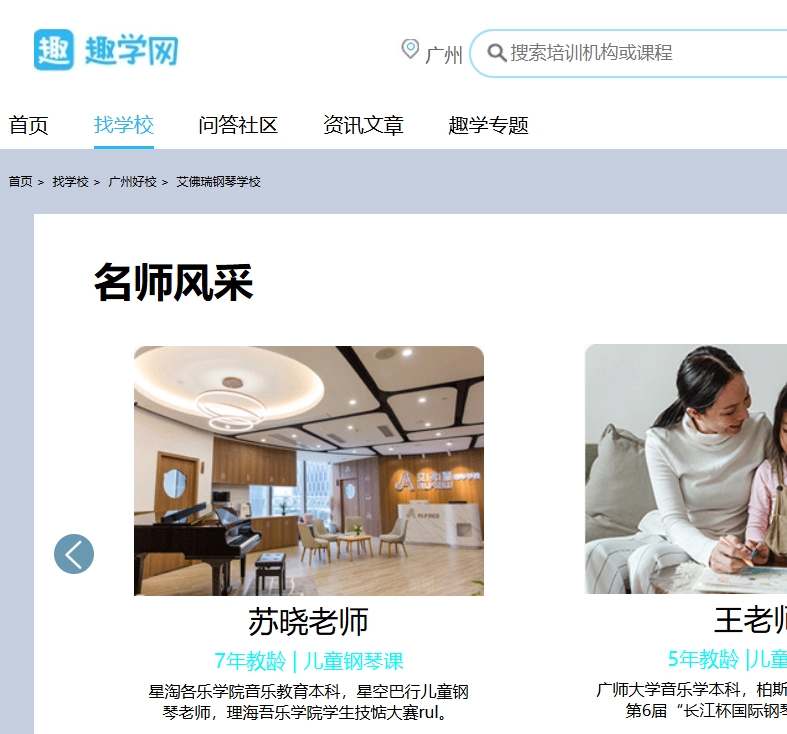 趣 趣学网
广州 搜索培训机构或课程
首页 找学校 问答社区 资讯文章 趣学专题
首页 > 找学校 > 广州好校 > 艾佛瑞钢琴学校
名师风采
苏晓老师
王老师
7年教龄 | 儿童钢琴课
5年教龄 |儿童
星淘各乐学院音乐教育本科，星空巴行儿童钢
琴老师，理海吾乐学院学生技惦大赛rul。
广师大学音乐学本科，柏斯
第6届“长江杯国际钢琴